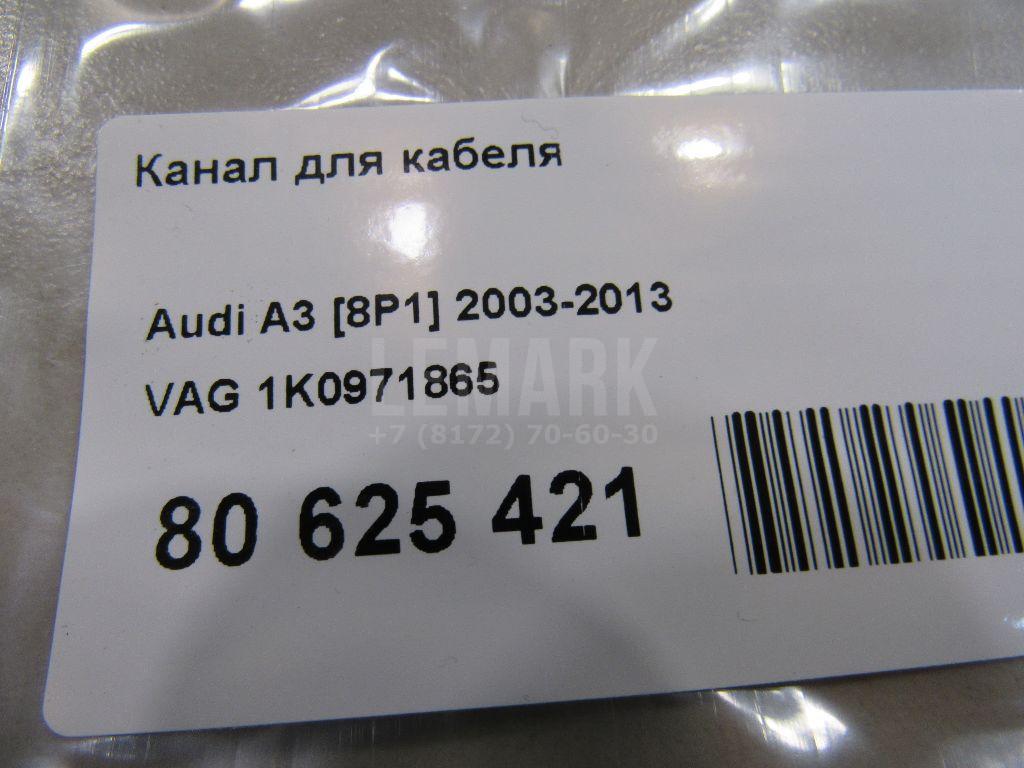 Канал для кабеля
Audi A3 [8P1] 2003-2013
VAG 1K0971865
LEMARK
+7 (8172) 70-60-30
80 625 421